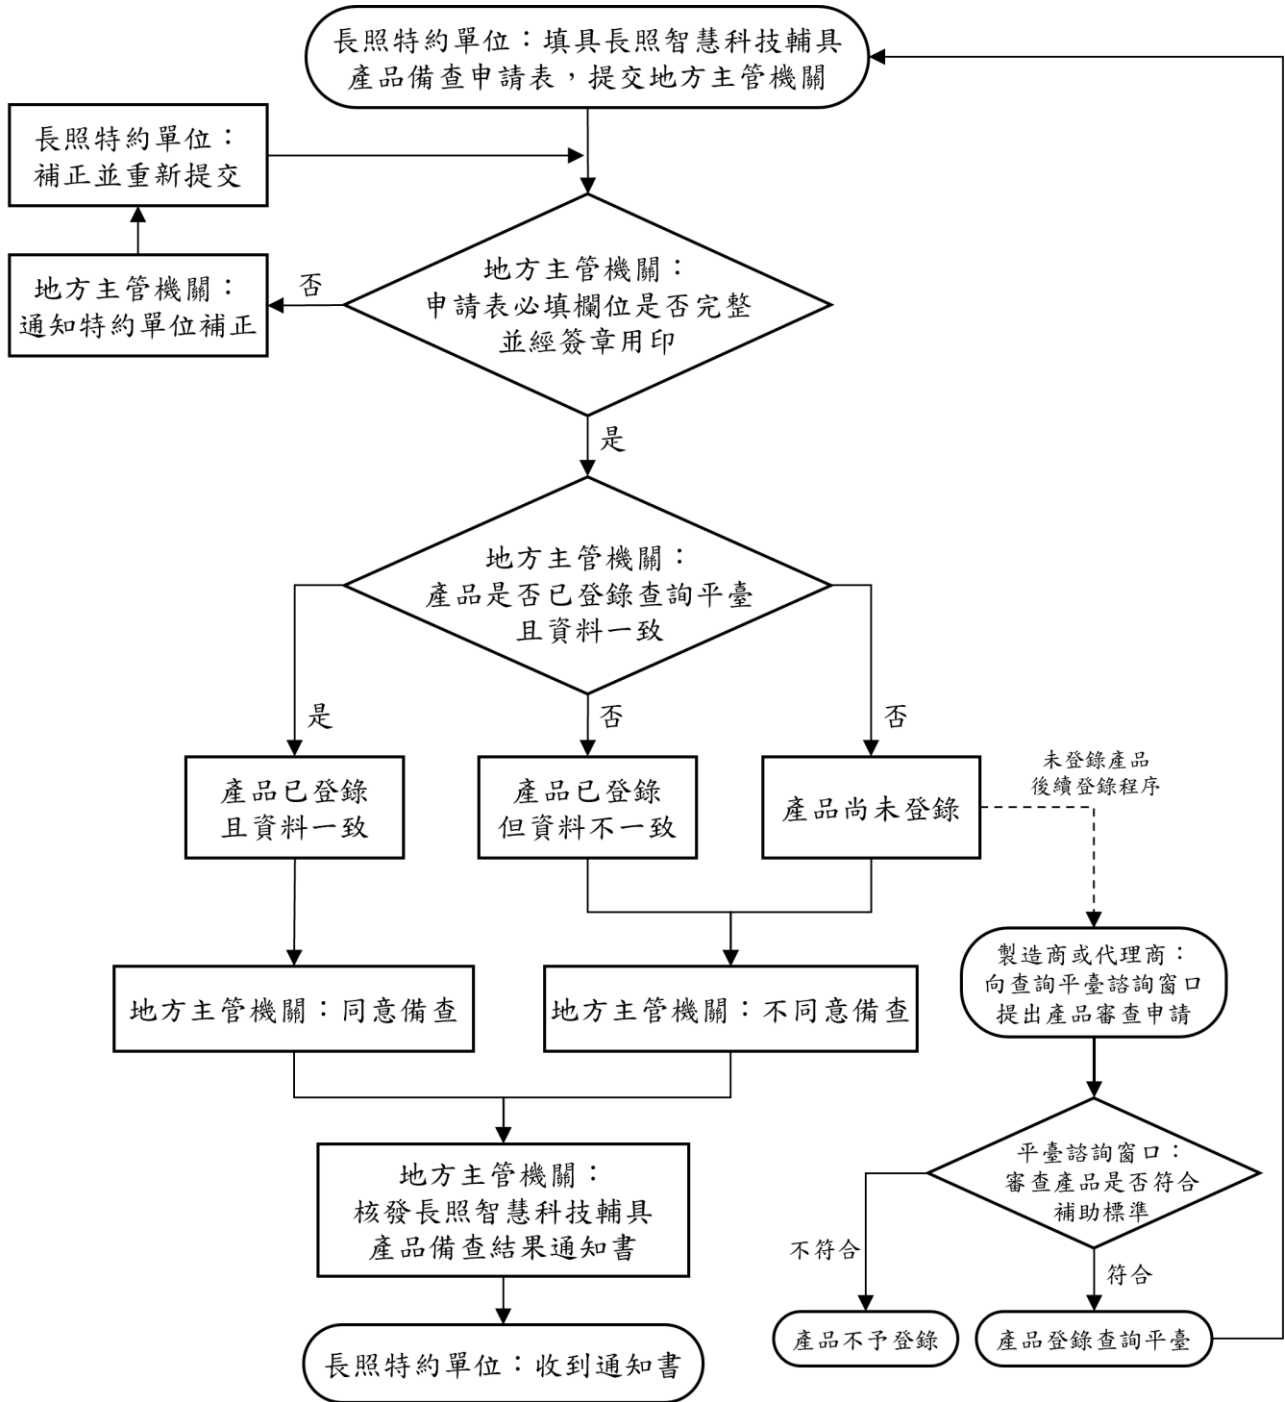 長照特約單位：填具長照智慧科技輔具
產品備查申請表，提交地方主管機關
長照特約單位：
補正並重新提交
地方主管機關：
通知特約單位補正
否
地方主管機關：
申請表必填欄位是否完整
並經簽章用印
是
地方主管機關：
產品是否已登錄查詢平臺
且資料一致
是
否
否
產品已登錄
且資料一致
產品已登錄
但資料不一致
產品尚未登錄
未登錄產品
後續登錄程序
地方主管機關：同意備查
地方主管機關：不同意備查
製造商或代理商：
向查詢平臺諮詢窗口
提出產品審查申請
地方主管機關：
核發長照智慧科技輔具
產品備查結果通知書
平臺諮詢窗口：
審查產品是否符合
補助標準
不符合
符合
長照特約單位：收到通知書
產品不予登錄
產品登錄查詢平臺